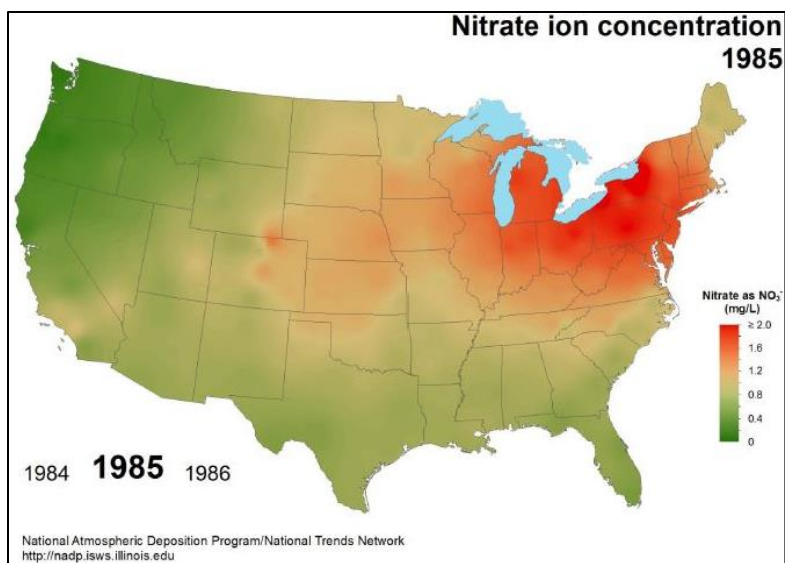 Nitrate ion concentration
1985
Nitrate as NO₃⁻
(mg/L)
≥ 2.0
1.6
1.2
0.8
0.4
0
1984 1985 1986
National Atmospheric Deposition Program/National Trends Network
http://nadp.isws.illinois.edu